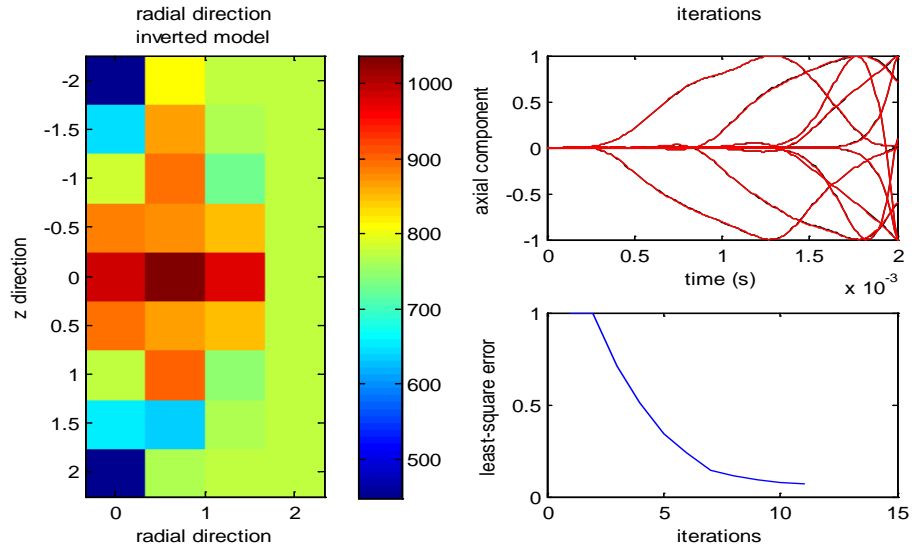 radial direction
inverted model
-2
-1.5
-1
-0.5
0
0.5
1
1.5
2
z direction
0 1 2
radial direction
1000
900
800
700
600
500
iterations
1
0.5
0
-0.5
-1
axial component
0 0.5 1 1.5 2
time (s)
x 10^-3
1
0.5
0
least-square error
0 5 10 15
iterations